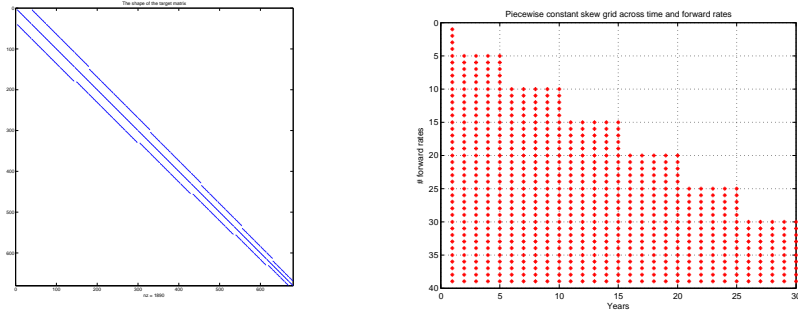 The shape of the target matrix
0
100
200
300
400
500
600
0 100 200 300 400 500 600
nz = 1890
Piecewise constant skew grid across time and forward rates
# forward rates
0
5
10
15
20
25
30
35
40
0 5 10 15 20 25 30
Years